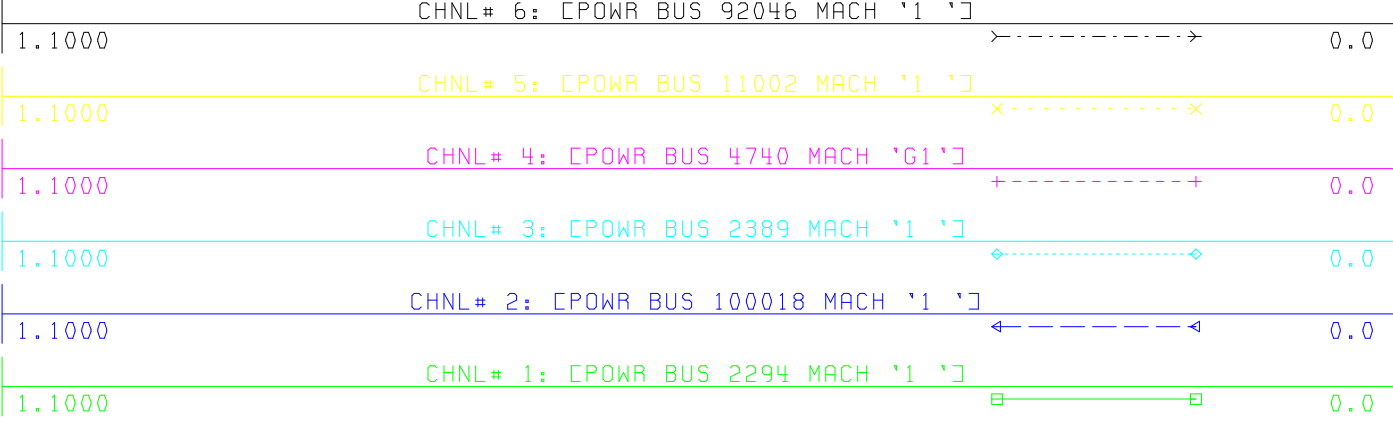 CHNL# 6: [POWR BUS 92046 MACH '1 ']
1.1000 0.0
CHNL# 5: [POWR BUS 11002 MACH '1 ']
1.1000 0.0
CHNL# 4: [POWR BUS 4740 MACH 'G1']
1.1000 0.0
CHNL# 3: [POWR BUS 2389 MACH '1 ']
1.1000 0.0
CHNL# 2: [POWR BUS 100018 MACH '1 ']
1.1000 0.0
CHNL# 1: [POWR BUS 2294 MACH '1 ']
1.1000 0.0